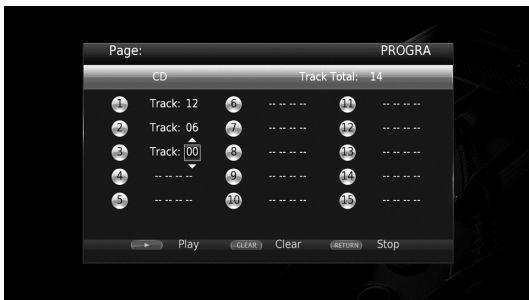 Page: PROGRA
CD Track Total: 14
1 Track: 12 6 -- -- -- -- 11 -- -- -- --
2 Track: 06 7 -- -- -- -- 12 -- -- -- --
3 Track: 00 8 -- -- -- -- 13 -- -- -- --
4 -- -- -- -- 9 -- -- -- -- 14 -- -- -- --
5 -- -- -- -- 10 -- -- -- -- 15 -- -- -- --
Play CLEAR Clear RETURN Stop